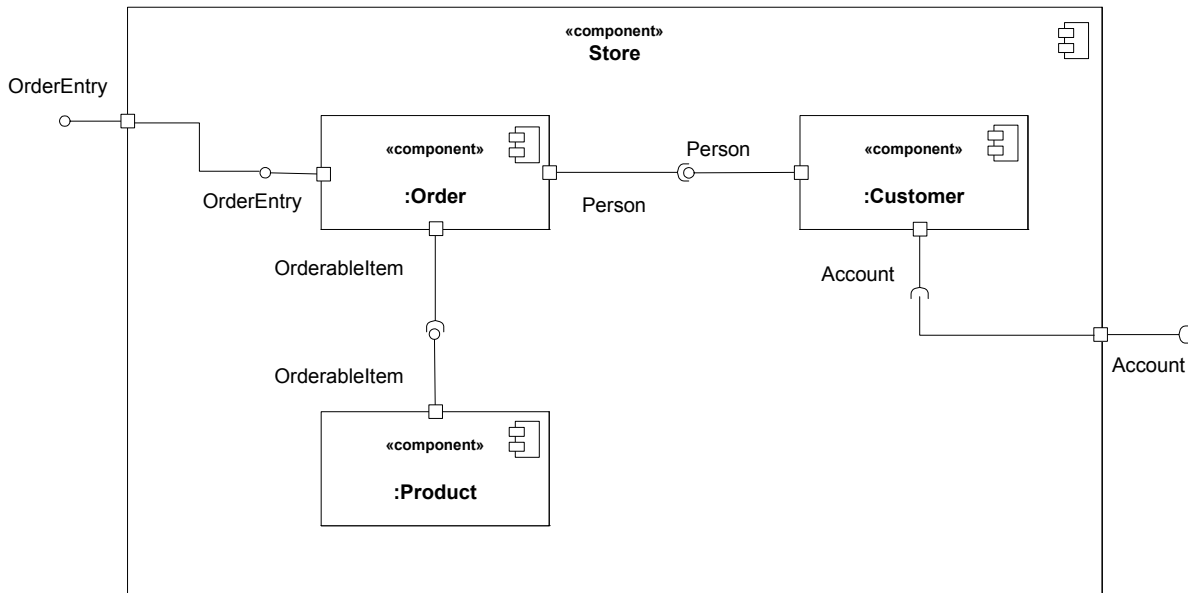 «component»
Store
OrderEntry
«component»
:Order
Person
«component»
:Customer
OrderEntry
Person
OrderableItem
Account
Account
OrderableItem
«component»
:Product